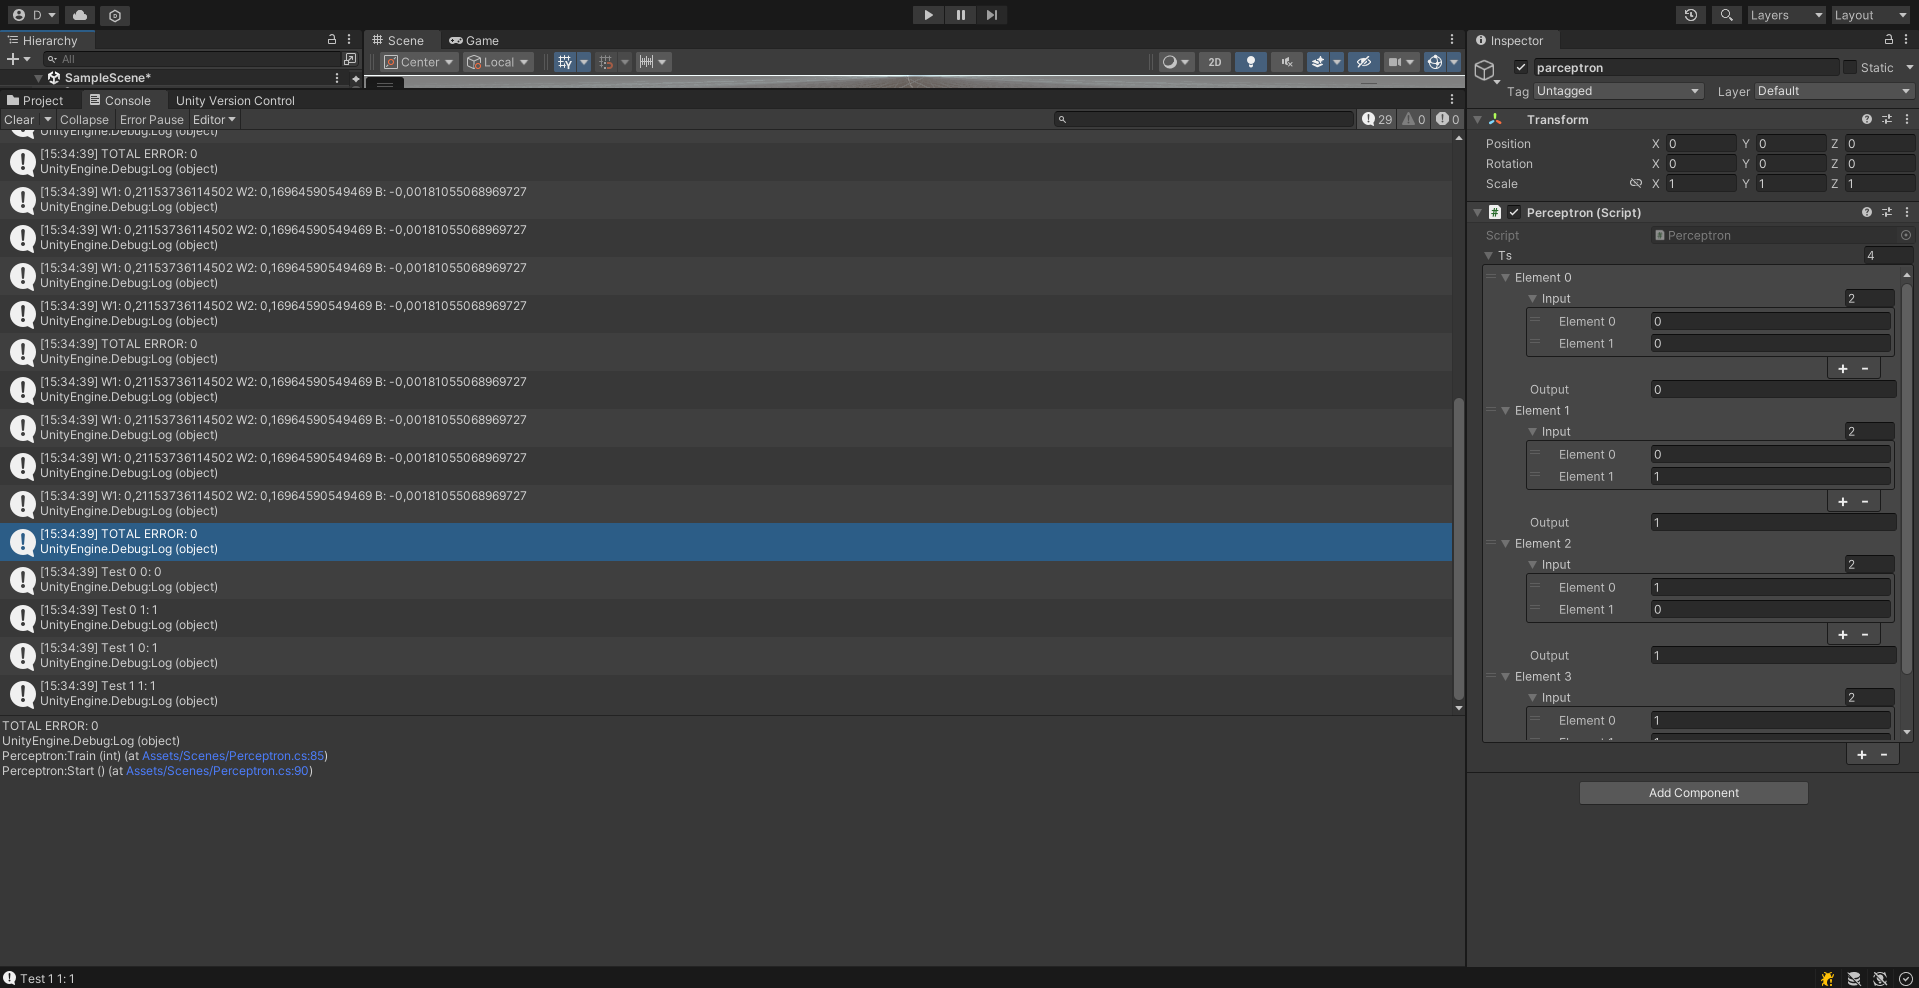 D
Layers
Layout
Hierarchy
Scene
Game
Inspector
All
Center
Local
2D
parceptron
Static
SampleScene*
Tag Untagged
Layer Default
Project
Console
Unity Version Control
Clear
Collapse
Error Pause
Editor
29
0
0
UnityEngine.Debug:Log (object)
[15:34:39] TOTAL ERROR: 0
UnityEngine.Debug:Log (object)
[15:34:39] W1: 0,21153736114502 W2: 0,16964590549469 B: -0,00181055068969727
UnityEngine.Debug:Log (object)
[15:34:39] W1: 0,21153736114502 W2: 0,16964590549469 B: -0,00181055068969727
UnityEngine.Debug:Log (object)
[15:34:39] W1: 0,21153736114502 W2: 0,16964590549469 B: -0,00181055068969727
UnityEngine.Debug:Log (object)
[15:34:39] W1: 0,21153736114502 W2: 0,16964590549469 B: -0,00181055068969727
UnityEngine.Debug:Log (object)
[15:34:39] TOTAL ERROR: 0
UnityEngine.Debug:Log (object)
[15:34:39] W1: 0,21153736114502 W2: 0,16964590549469 B: -0,00181055068969727
UnityEngine.Debug:Log (object)
[15:34:39] W1: 0,21153736114502 W2: 0,16964590549469 B: -0,00181055068969727
UnityEngine.Debug:Log (object)
[15:34:39] W1: 0,21153736114502 W2: 0,16964590549469 B: -0,00181055068969727
UnityEngine.Debug:Log (object)
[15:34:39] W1: 0,21153736114502 W2: 0,16964590549469 B: -0,00181055068969727
UnityEngine.Debug:Log (object)
[15:34:39] TOTAL ERROR: 0
UnityEngine.Debug:Log (object)
[15:34:39] Test 0 0: 0
UnityEngine.Debug:Log (object)
[15:34:39] Test 0 1: 1
UnityEngine.Debug:Log (object)
[15:34:39] Test 1 0: 1
UnityEngine.Debug:Log (object)
[15:34:39] Test 1 1: 1
UnityEngine.Debug:Log (object)
TOTAL ERROR: 0
UnityEngine.Debug:Log (object)
Perceptron:Train (int) (at Assets/Scenes/Perceptron.cs:85)
Perceptron:Start () (at Assets/Scenes/Perceptron.cs:90)
Test 1 1: 1
Transform
Position X 0 Y 0 Z 0
Rotation X 0 Y 0 Z 0
Scale X 1 Y 1 Z 1
# Perceptron (Script)
Script Perceptron
Ts 4
Element 0
Input 2
Element 0 0
Element 1 0
+ -
Output 0
Element 1
Input 2
Element 0 0
Element 1 1
+ -
Output 1
Element 2
Input 2
Element 0 1
Element 1 0
+ -
Output 1
Element 3
Input 2
Element 0 1
+ -
Add Component